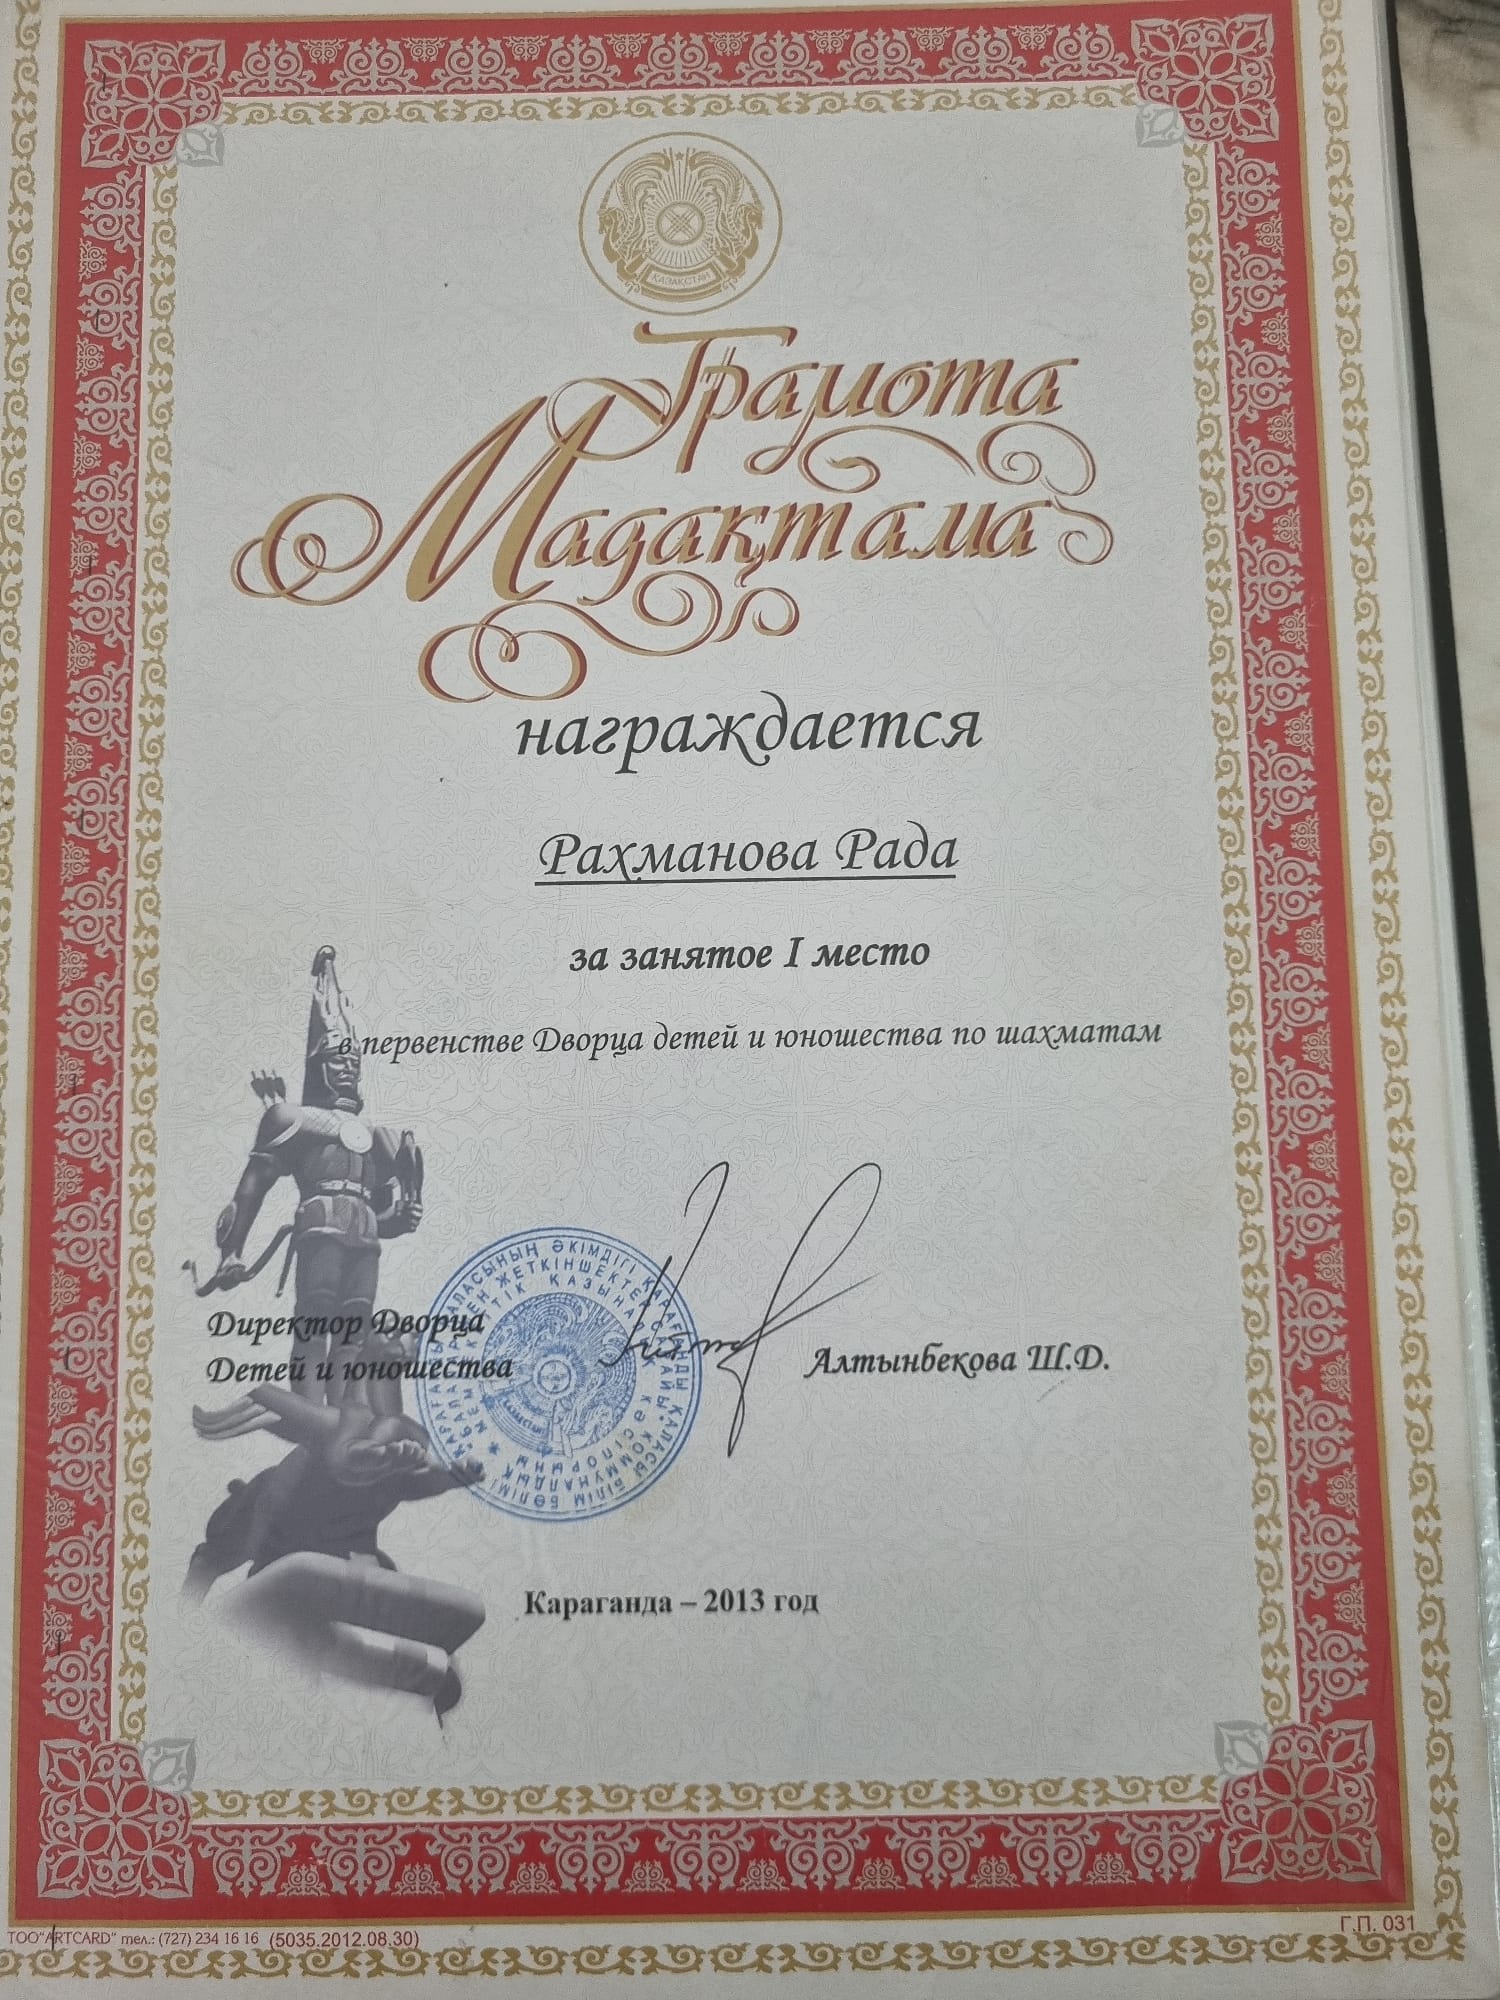 ҚАЗАҚСТАН
Грамота
Мадақтама
награждается
Рахманова Рада
за занятое I место
в первенстве Дворца детей и юношества по шахматам
Директор Дворца
Детей и юношества
Алтынбекова Ш.Д.
Караганда – 2013 год
ТОО"ARTCARD" тел.: (727) 234 16 16 (5035.2012.08.30)
Г.П. 031